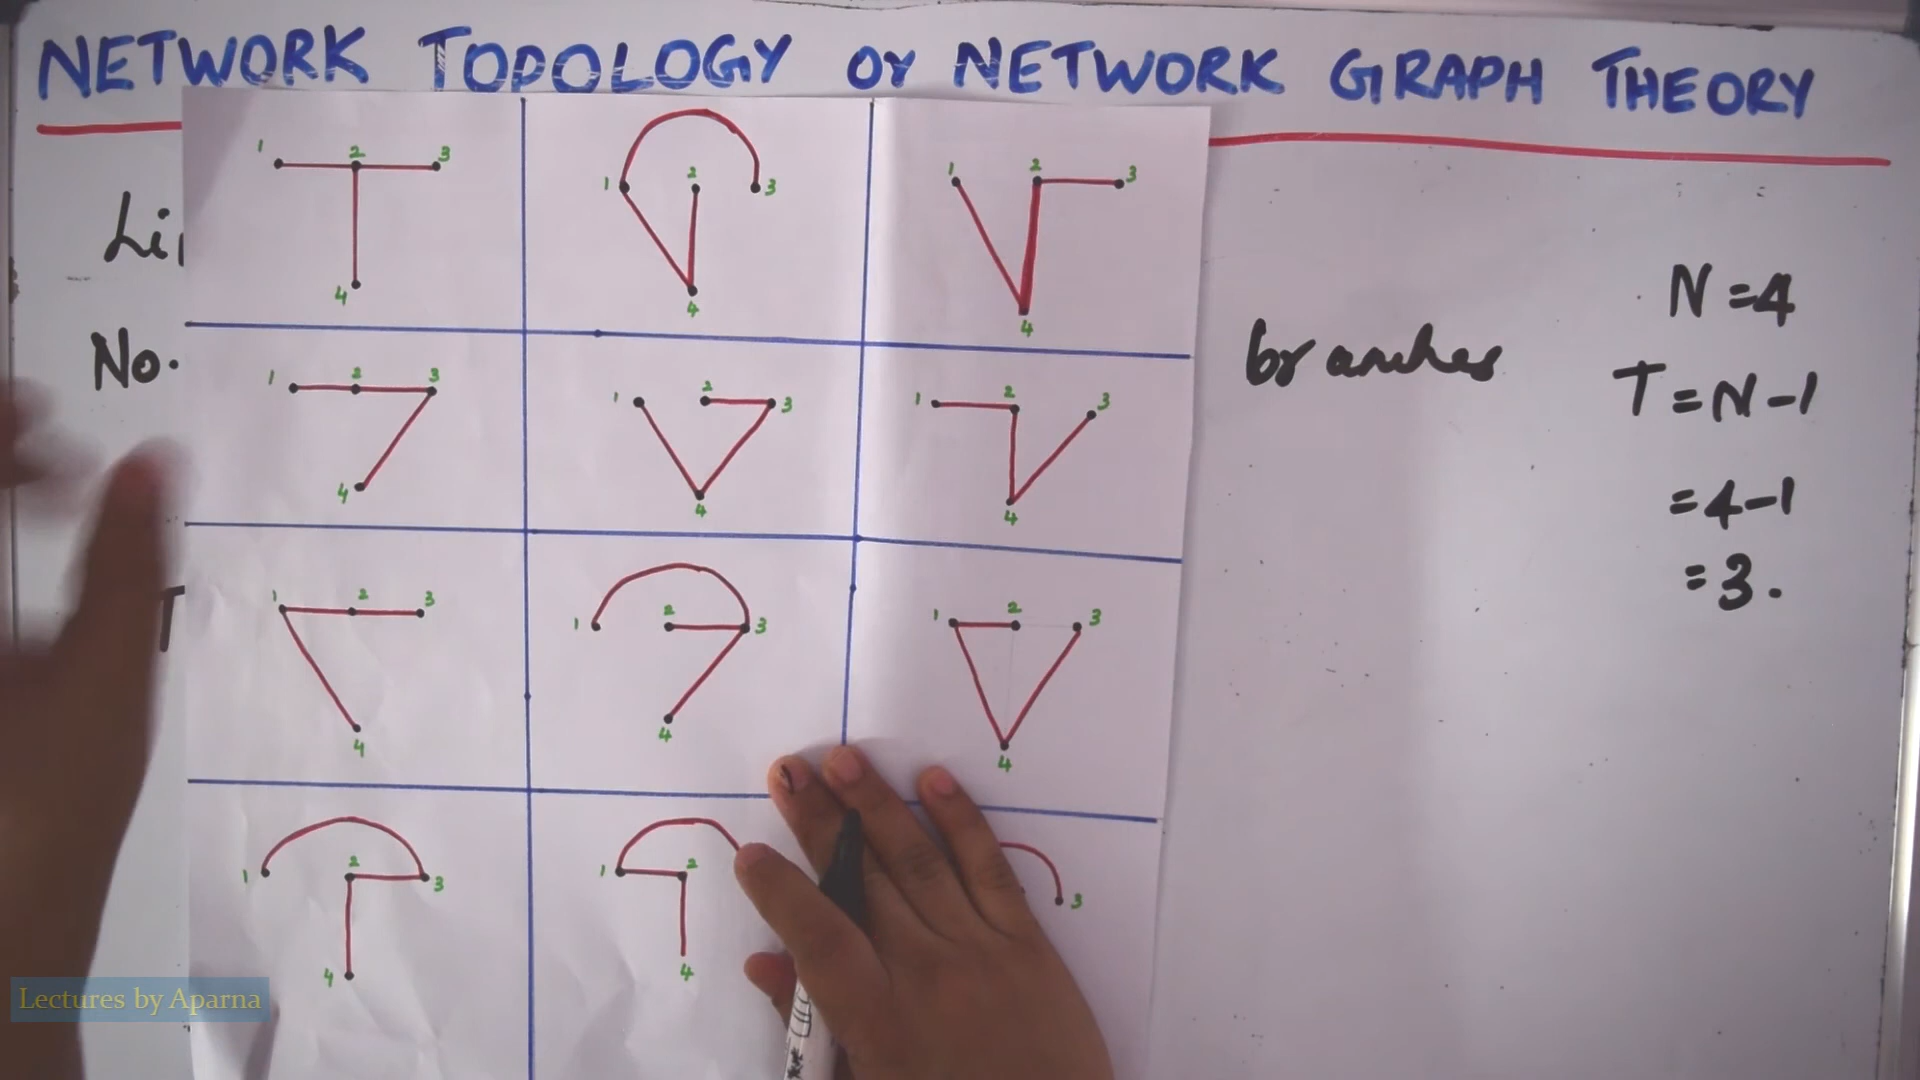 NETWORK TOPOLOGY or NETWORK GRAPH THEORY
1 2 3 4
1 2 3 4
1 2 3 4
N=4
No.
branches
T=N-1
1 2 3 4
1 2 3 4
1 2 3 4
=4-1
=3.
1 2 3 4
1 2 3 4
1 2 3 4
T
1 2 3 4
1 2 4
3
Lectures by Aparna